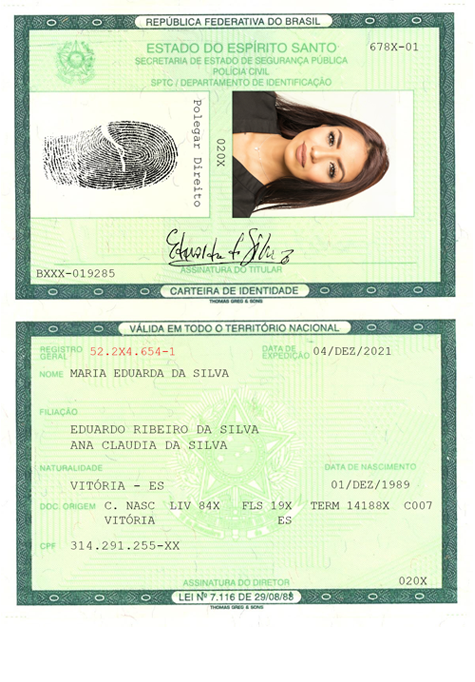 REPÚBLICA FEDERATIVA DO BRASIL
ESTADO DO ESPÍRITO SANTO
678X-01
SECRETARIA DE ESTADO DE SEGURANÇA PÚBLICA
POLÍCIA CIVIL
SPTC / DEPARTAMENTO DE IDENTIFICAÇÃO
Polegar Direito
020X
BXXX-019285
ASSINATURA DO TITULAR
CARTEIRA DE IDENTIDADE
THOMAS GREG & SONS
VÁLIDA EM TODO O TERRITÓRIO NACIONAL
REGISTRO GERAL 52.2X4.654-1 DATA DE EXPEDIÇÃO 04/DEZ/2021
NOME MARIA EDUARDA DA SILVA
FILIAÇÃO
EDUARDO RIBEIRO DA SILVA
ANA CLAUDIA DA SILVA
NATURALIDADE DATA DE NASCIMENTO
VITÓRIA - ES 01/DEZ/1989
DOC. ORIGEM C. NASC LIV 84X FLS 19X TERM 14188X C007
VITÓRIA ES
CPF 314.291.255-XX
ASSINATURA DO DIRETOR
020X
LEI Nº 7.116 DE 29/08/88
THOMAS GREG & SONS